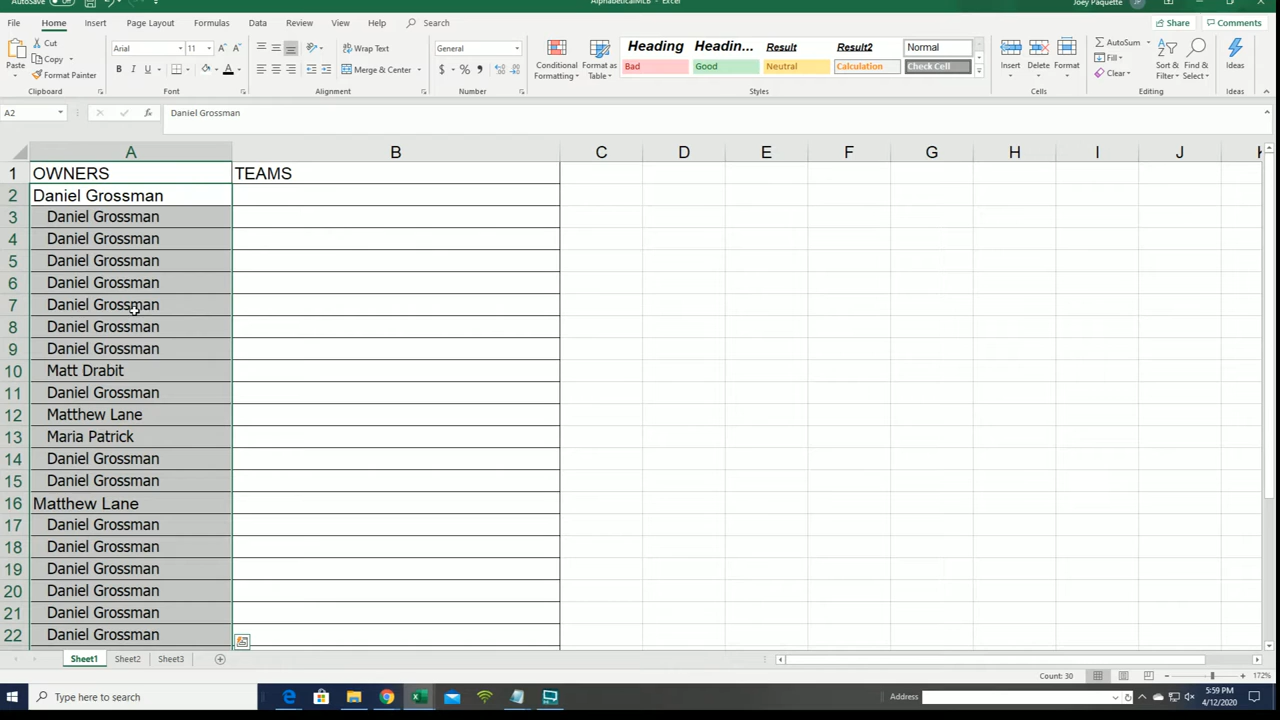 AutoSave Off AlphabeticalMLB - Excel Joey Paquette JP
File Home Insert Page Layout Formulas Data Review View Help Search Share Comments
Paste Cut Copy Format Painter Clipboard
Arial 11 A A B I U A Font
Wrap Text Merge & Center Alignment
General $ % , Number
Conditional Formatting Format as Table
Heading Headin... Result Result2 Normal
Bad Good Neutral Calculation Check Cell
Styles
Insert Delete Format Cells
AutoSum Fill Clear Sort & Filter Find & Select Editing
Ideas Ideas
A2 fx Daniel Grossman
A B C D E F G H I J K
1 OWNERS TEAMS
2 Daniel Grossman
3 Daniel Grossman
4 Daniel Grossman
5 Daniel Grossman
6 Daniel Grossman
7 Daniel Grossman
8 Daniel Grossman
9 Daniel Grossman
10 Matt Drabit
11 Daniel Grossman
12 Matthew Lane
13 Maria Patrick
14 Daniel Grossman
15 Daniel Grossman
16 Matthew Lane
17 Daniel Grossman
18 Daniel Grossman
19 Daniel Grossman
20 Daniel Grossman
21 Daniel Grossman
22 Daniel Grossman
Sheet1 Sheet2 Sheet3
Count: 30 172%
Type here to search Address 5:59 PM
4/12/2020